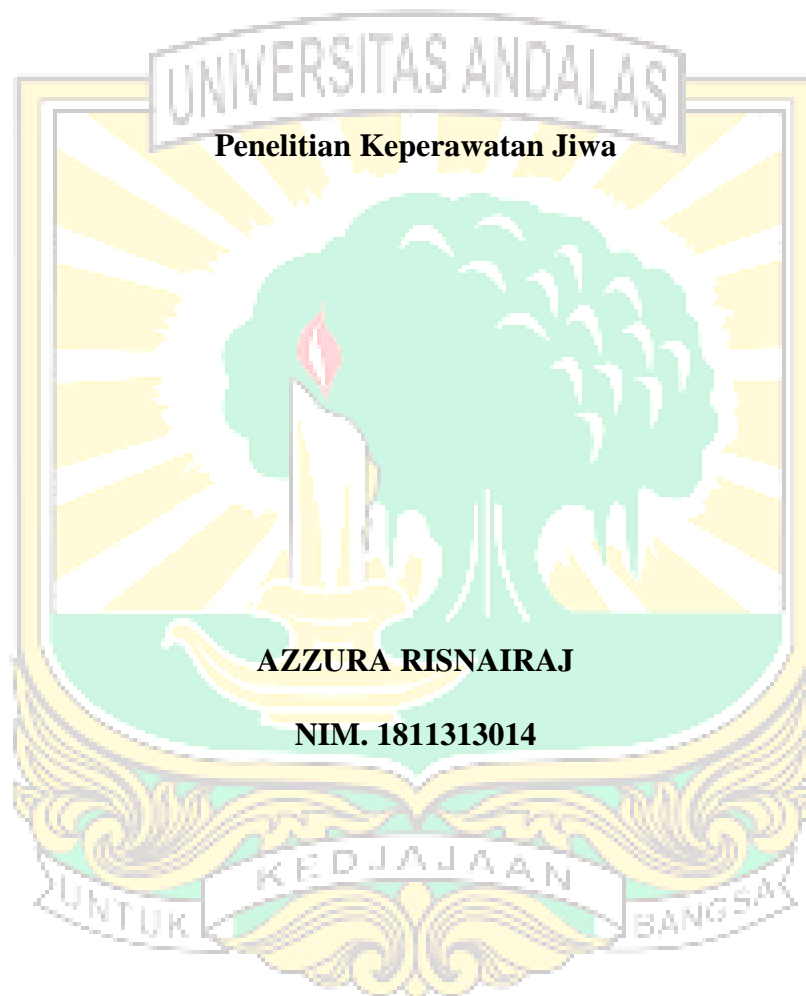 UNIVERSITAS ANDALAS
Penelitian Keperawatan Jiwa
AZZURA RISNAIRAJ
NIM. 1811313014
UNTUK KEDJAJAAN BANGSA